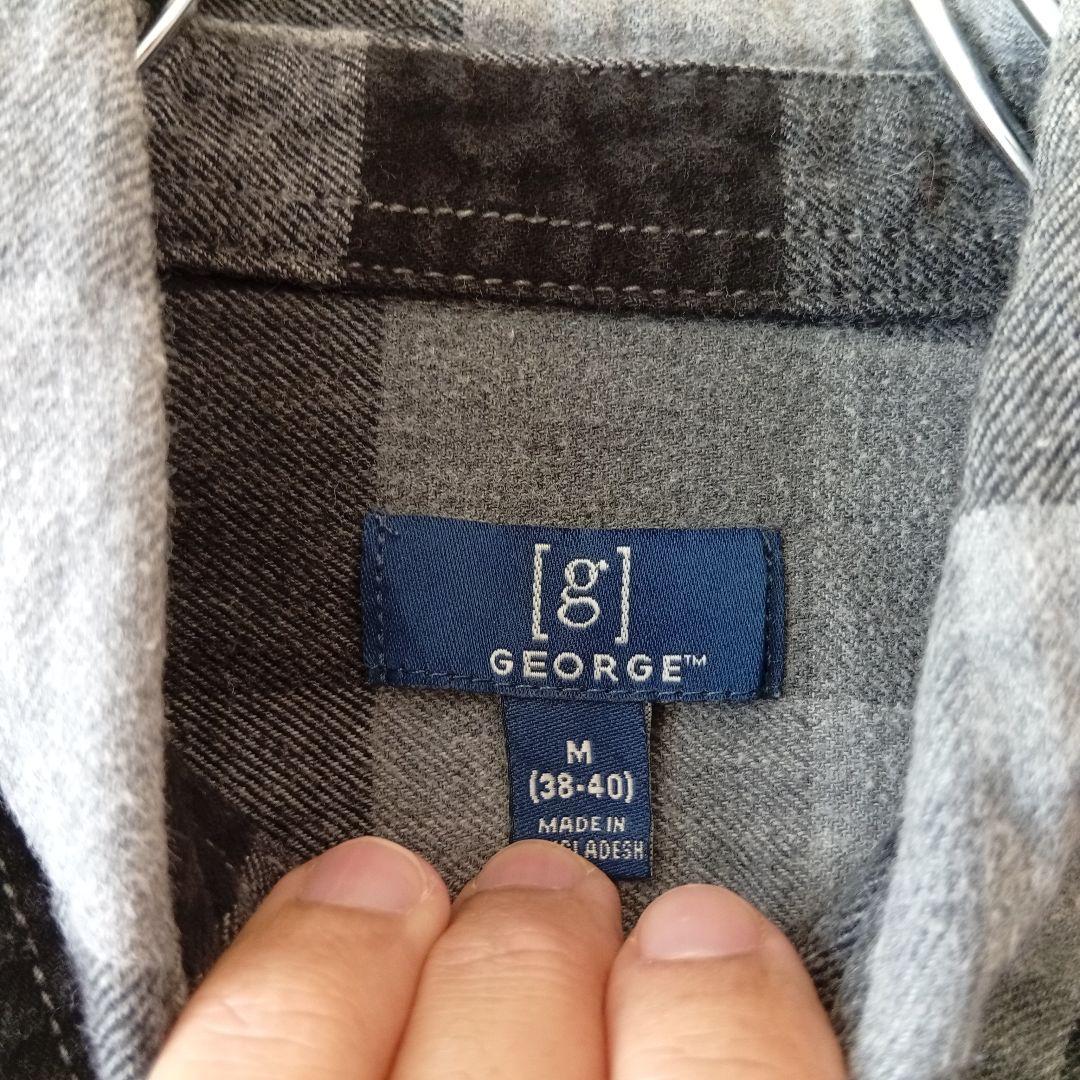 [g]
GEORGE™
M
(38-40)
MADE IN